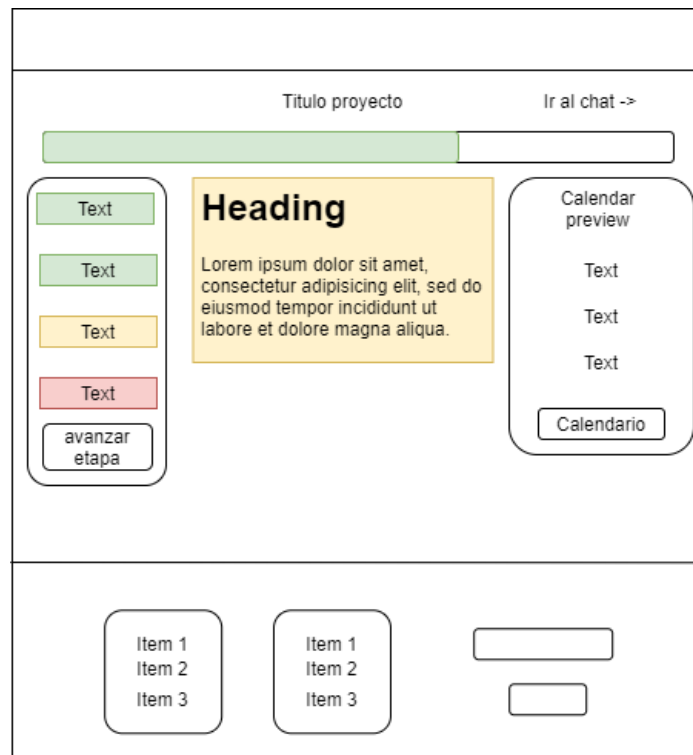 Titulo proyecto
Ir al chat ->
Text
Text
Text
Text
avanzar
etapa
Heading
Lorem ipsum dolor sit amet,
consectetur adipisicing elit, sed do
eiusmod tempor incididunt ut
labore et dolore magna aliqua.
Calendar
preview
Text
Text
Text
Calendario
Item 1
Item 2
Item 3
Item 1
Item 2
Item 3